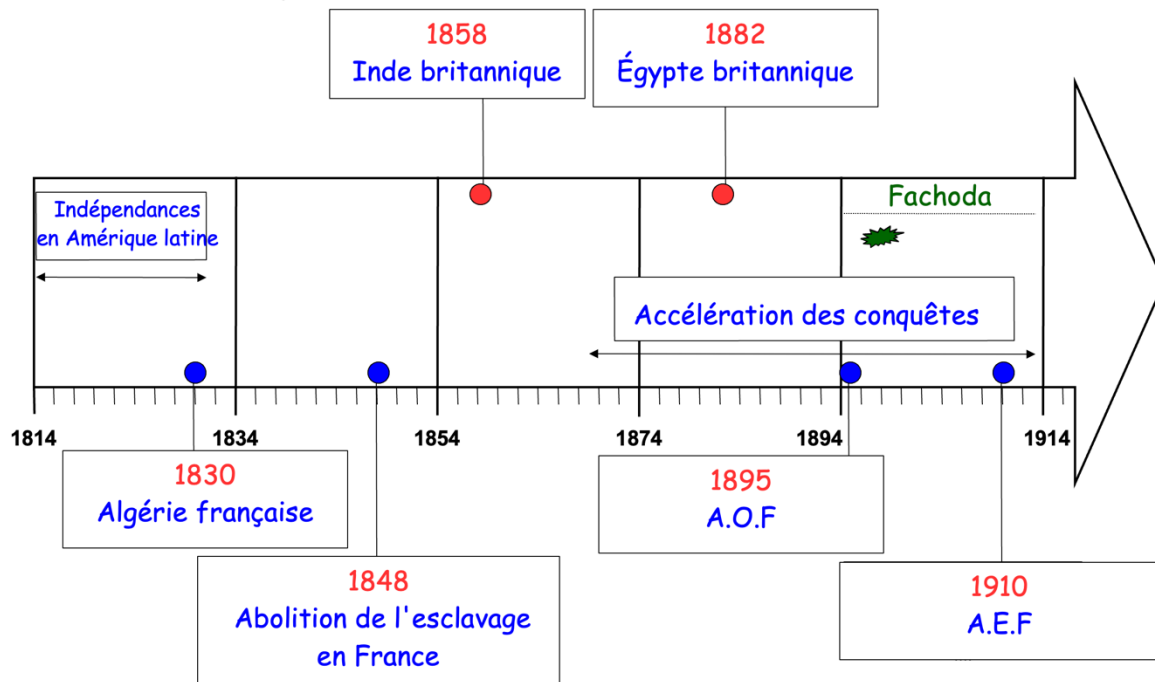 1858
Inde britannique
1882
Égypte britannique
Indépendances
en Amérique latine
Fachoda
Accélération des conquêtes
1814
1834
1854
1874
1894
1914
1830
Algérie française
1848
Abolition de l'esclavage
en France
1895
A.O.F
1910
A.E.F